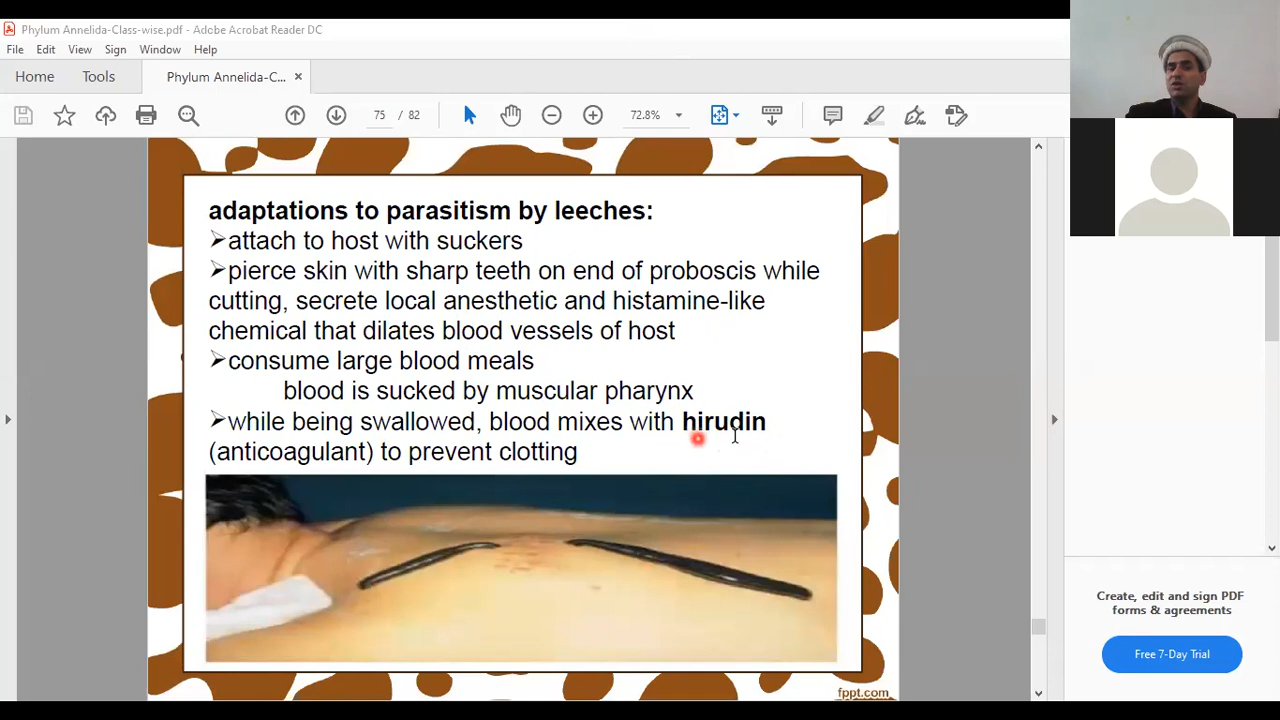 Phylum Annelida-Class-wise.pdf - Adobe Acrobat Reader DC
File Edit View Sign Window Help
Home Tools Phylum Annelida-C... ×
75 / 82 72.8%
adaptations to parasitism by leeches:
➢attach to host with suckers
➢pierce skin with sharp teeth on end of proboscis while
cutting, secrete local anesthetic and histamine-like
chemical that dilates blood vessels of host
➢consume large blood meals
blood is sucked by muscular pharynx
➢while being swallowed, blood mixes with hirudin
(anticoagulant) to prevent clotting
fppt.com
Create, edit and sign PDF
forms & agreements
Free 7-Day Trial